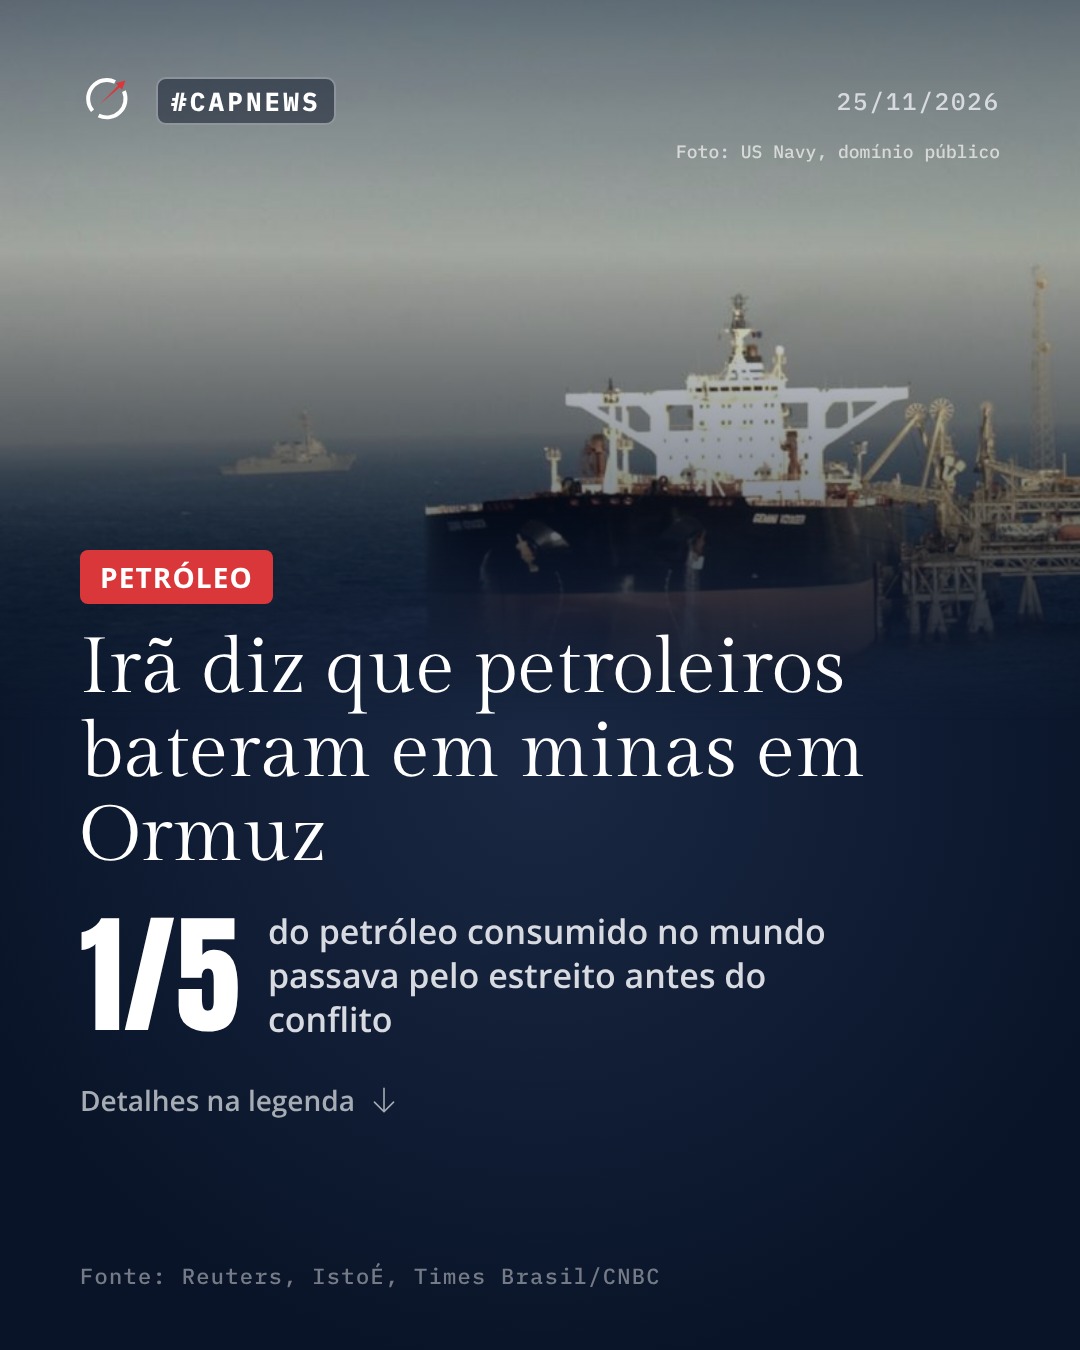 #CAPNEWS
25/11/2026
Foto: US Navy, domínio público
PETRÓLEO
Irã diz que petroleiros
bateram em minas em
Ormuz
1/5
do petróleo consumido no mundo
passava pelo estreito antes do
conflito
Detalhes na legenda ↓
Fonte: Reuters, IstoÉ, Times Brasil/CNBC